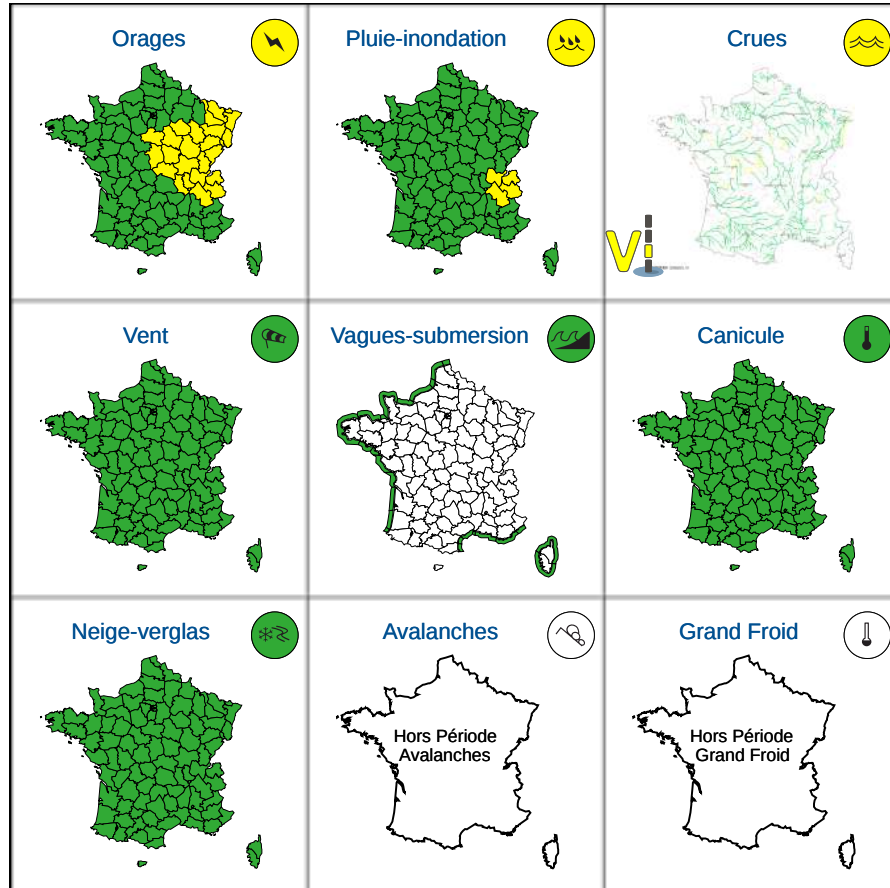 Orages
Pluie-inondation
Crues
Vi
Vent
Vagues-submersion
Canicule
Neige-verglas
Avalanches
Grand Froid
Hors Période
Avalanches
Hors Période
Grand Froid